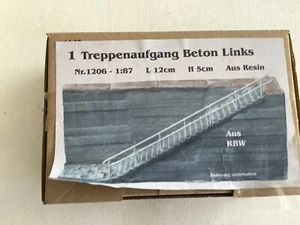 1 Treppenaufgang Beton Links
Nr.1206 - 1:87 L 12cm H 5cm Aus Resin
Aus
RBW